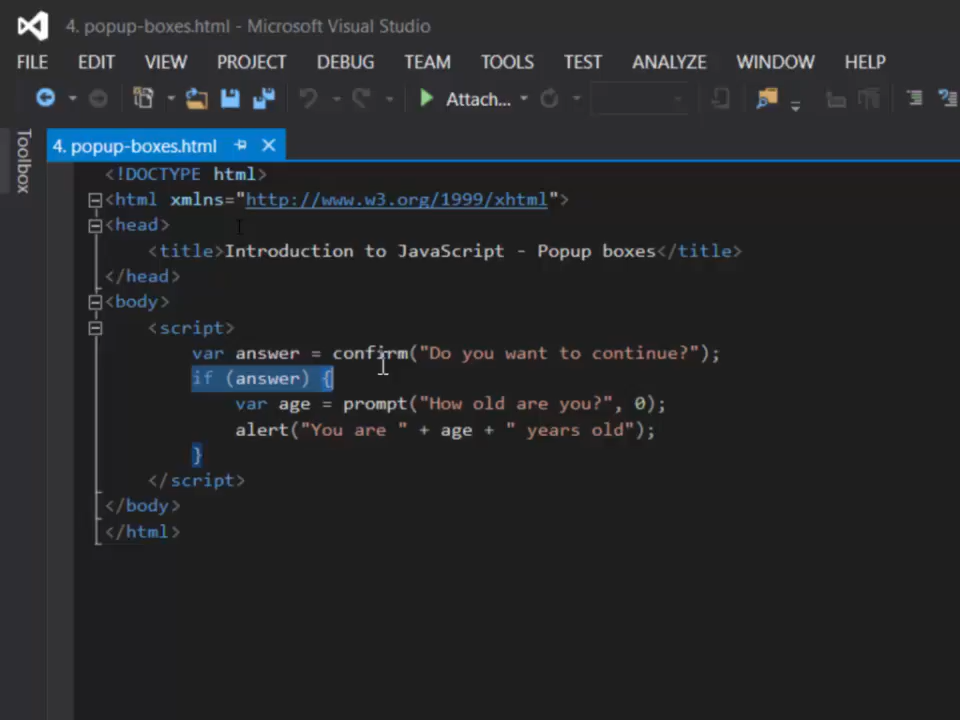 4. popup-boxes.html - Microsoft Visual Studio
FILE EDIT VIEW PROJECT DEBUG TEAM TOOLS TEST ANALYZE WINDOW HELP
Attach...
Toolbox
4. popup-boxes.html
<!DOCTYPE html>
<html xmlns="http://www.w3.org/1999/xhtml">
<head>
<title>Introduction to JavaScript - Popup boxes</title>
</head>
<body>
<script>
var answer = confirm("Do you want to continue?");
if (answer) {
var age = prompt("How old are you?", 0);
alert("You are " + age + " years old");
}
</script>
</body>
</html>